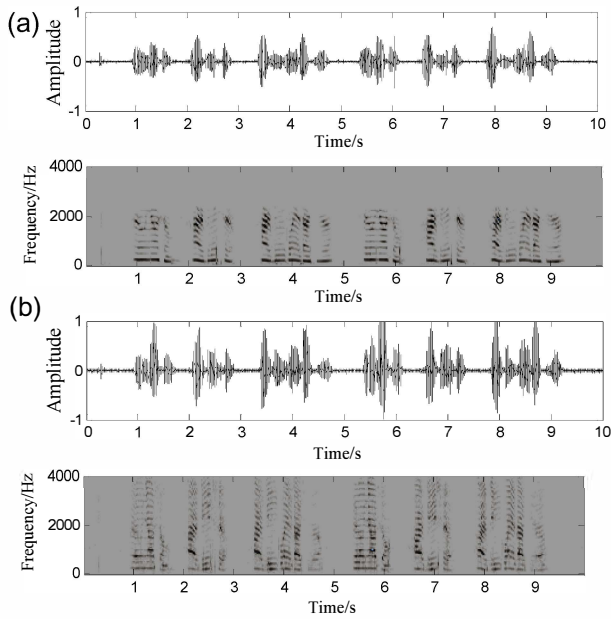 (a)
Amplitude
1
0
-1
0 1 2 3 4 5 6 7 8 9 10
Time/s
Frequency/Hz
4000
2000
0
1 2 3 4 5 6 7 8 9
Time/s
(b)
Amplitude
1
0
-1
0 1 2 3 4 5 6 7 8 9 10
Time/s
Frequency/Hz
4000
2000
0
1 2 3 4 5 6 7 8 9
Time/s